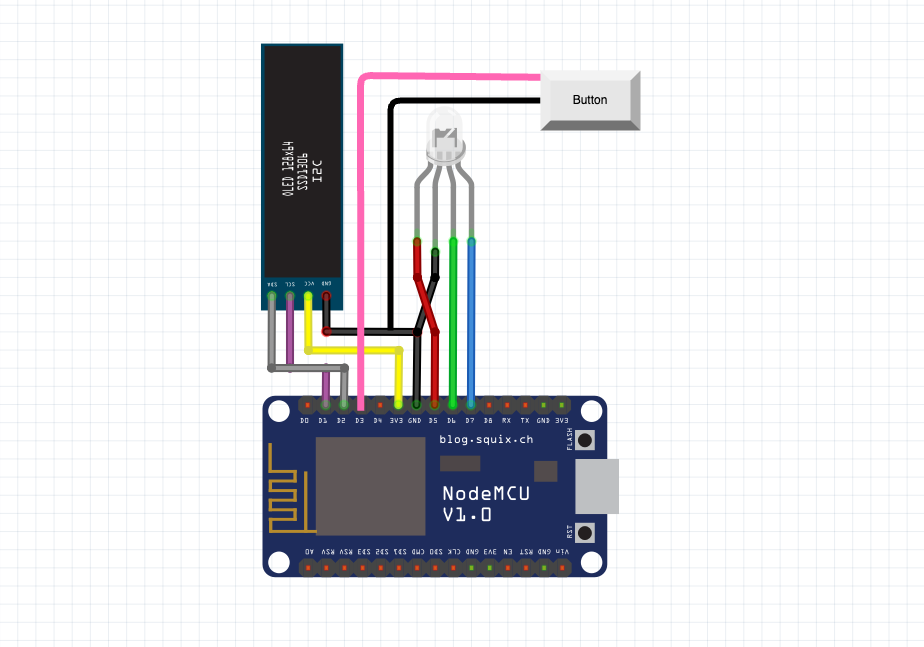 Button
OLED 128x64
SSD1306
I2C
SDA SCL VCC GND
D0 D1 D2 D3 D4 3V3 GND D5 D6 D7 D8 RX TX GND 3V3
blog.squix.ch
FLASH
NodeMCU
V1.0
RST
A0 RSV RSV SD3 SD2 SD1 CMD SD0 CLK GND 3V3 EN RST GND Vin